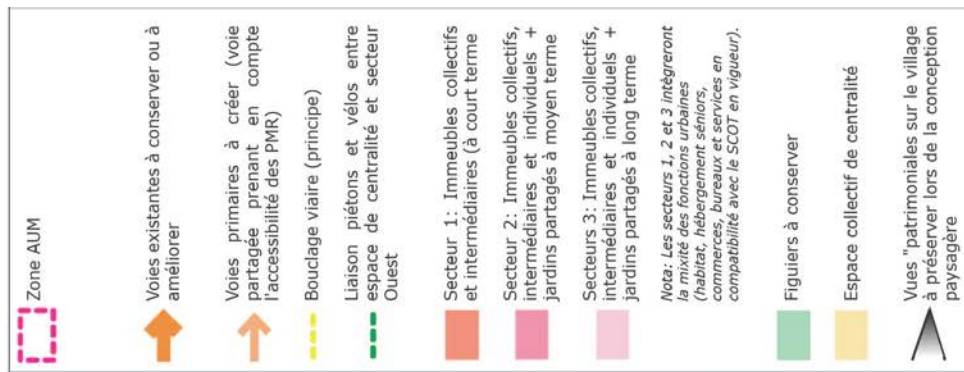 Zone AUM
Voies existantes à conserver ou à
améliorer
Voies primaires à créer (voie
partagée prenant en compte
l'accessibilité des PMR)
Bouclage viaire (principe)
Liaison piétons et vélos entre
espace de centralité et secteur
Ouest
Secteur 1: Immeubles collectifs
et intermédiaires (à court terme)
Secteur 2: Immeubles collectifs,
intermédiaires et individuels +
jardins partagés à moyen terme
Secteurs 3: Immeubles collectifs,
intermédiaires et individuels +
jardins partagés à long terme
Nota: Les secteurs 1, 2 et 3 intègreront
la mixité des fonctions urbaines
(habitat, hébergement séniors,
commerces, bureaux et services en
compatibilité avec le SCOT en vigueur).
Figuiers à conserver
Espace collectif de centralité
Vues "patrimoniales sur le village
à préserver lors de la conception
paysagère